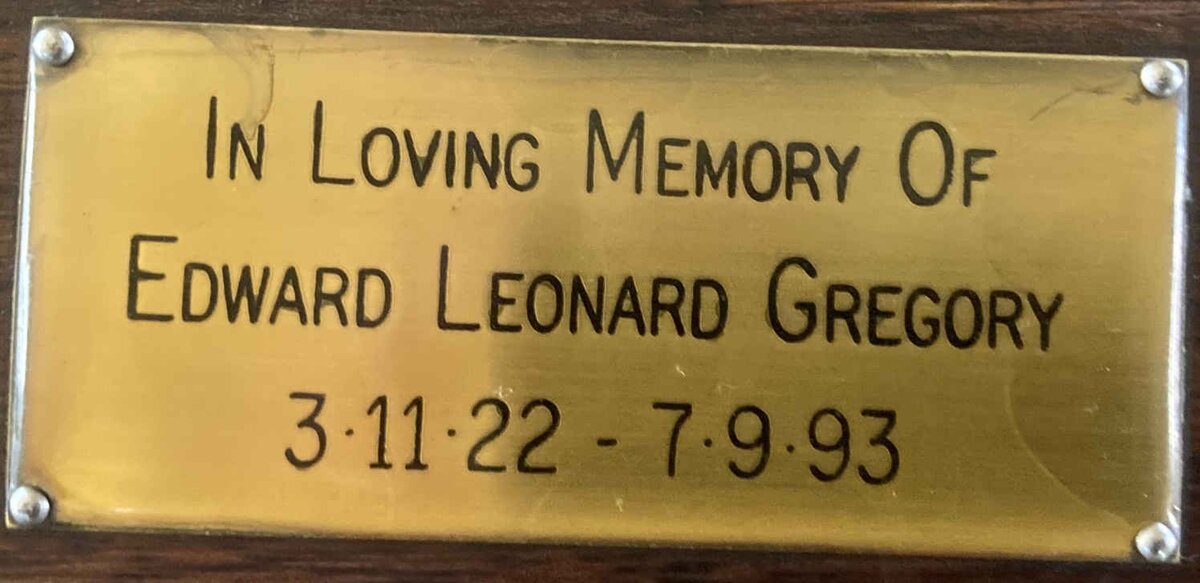 In Loving Memory Of
Edward Leonard Gregory
3·11·22 - 7·9·93